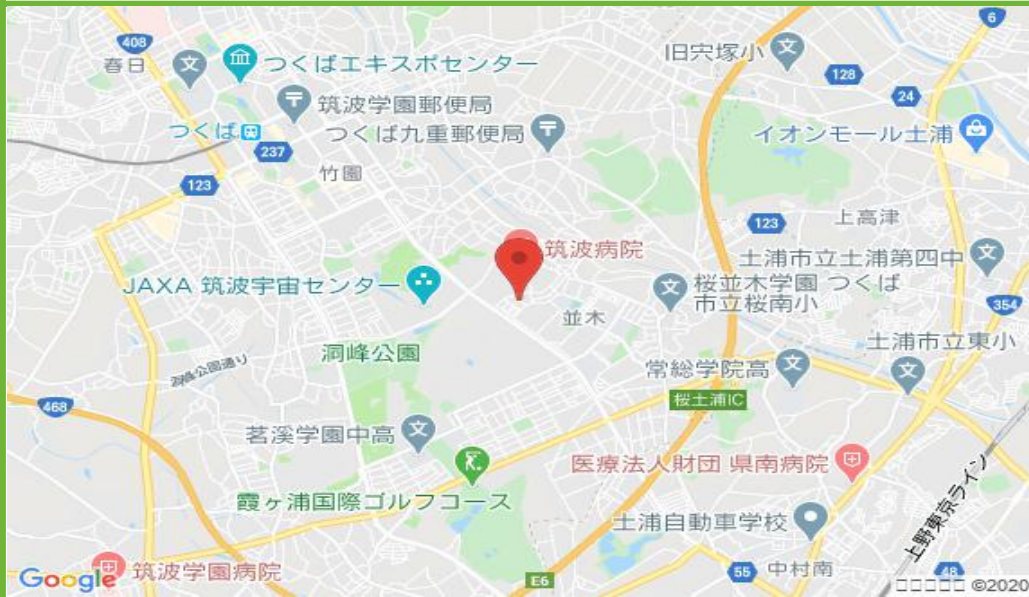 6
408
春日
つくばエキスポセンター
旧宍塚小
128
24
筑波学園郵便局
つくば九重郵便局
イオンモール土浦
つくば
237
竹園
123
123
上高津
筑波病院
土浦市立土浦第四中
JAXA 筑波宇宙センター
桜並木学園 つくば
市立桜南小
354
並木
洞峰公園
土浦市立東小
洞峰公園通り
常総学院高
桜土浦IC
468
茗溪学園中高
医療法人財団 県南病院
霞ヶ浦国際ゴルフコース
土浦自動車学校
上野東京ライン
Google
筑波学園病院
E6
55
中村南
48
©2020